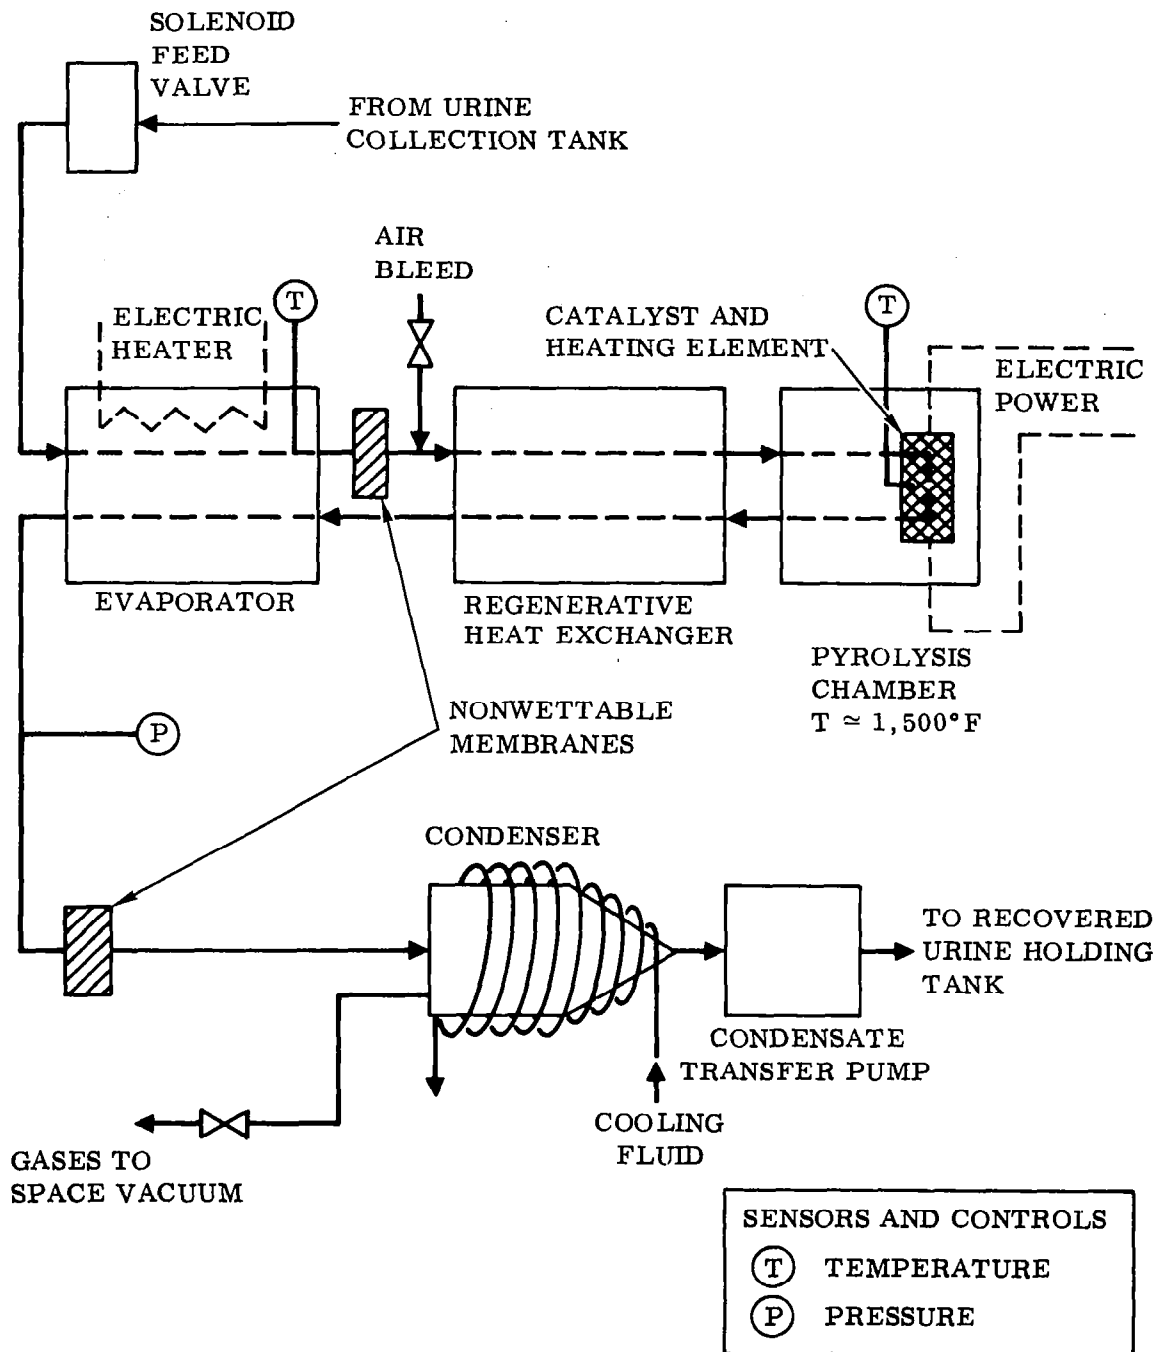 SOLENOID
FEED
VALVE
FROM URINE
COLLECTION TANK
AIR
BLEED
ELECTRIC
HEATER
T
CATALYST AND
HEATING ELEMENT
T
ELECTRIC
POWER
EVAPORATOR
REGENERATIVE
HEAT EXCHANGER
PYROLYSIS
CHAMBER
T ≃ 1,500°F
NONWETTABLE
MEMBRANES
P
CONDENSER
TO RECOVERED
URINE HOLDING
TANK
CONDENSATE
TRANSFER PUMP
COOLING
FLUID
GASES TO
SPACE VACUUM
SENSORS AND CONTROLS
T TEMPERATURE
P PRESSURE